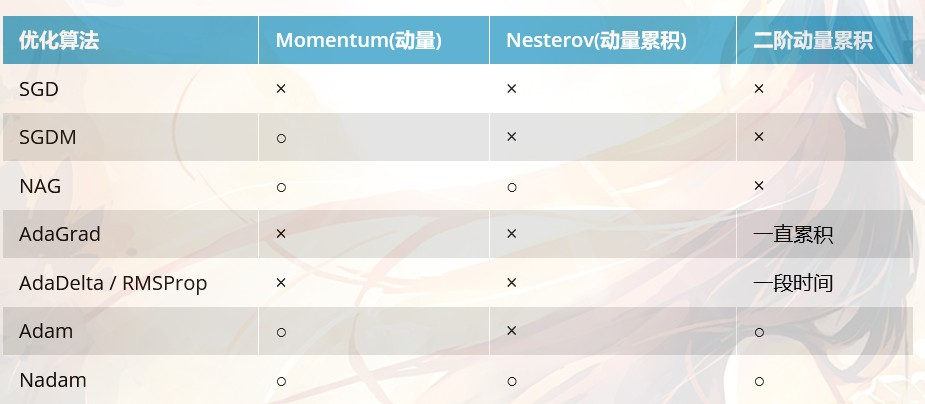 优化算法 Momentum(动量) Nesterov(动量累积) 二阶动量累积
SGD × × ×
SGDM ○ × ×
NAG ○ ○ ×
AdaGrad × × 一直累积
AdaDelta / RMSProp × × 一段时间
Adam ○ × ○
Nadam ○ ○ ○